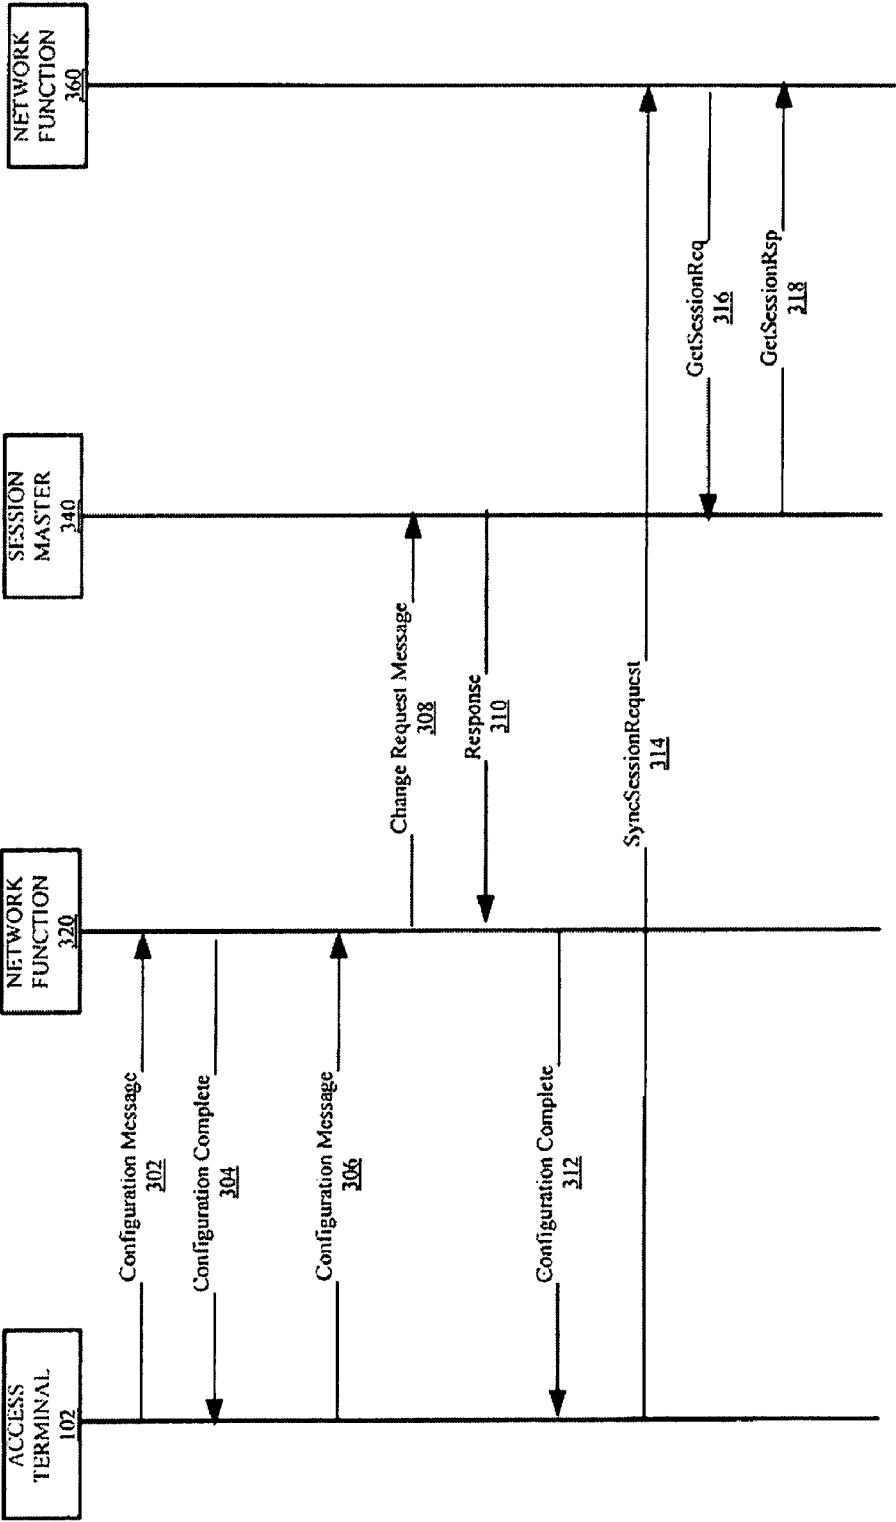 ACCESS
TERMINAL
102
NETWORK
FUNCTION
320
SESSION
MASTER
340
NETWORK
FUNCTION
360
Configuration Message
302
Configuration Complete
304
Configuration Message
306
Change Request Message
308
Response
310
Configuration Complete
312
SyncSessionRequest
314
GetSessionReq
316
GetSessionRsp
318